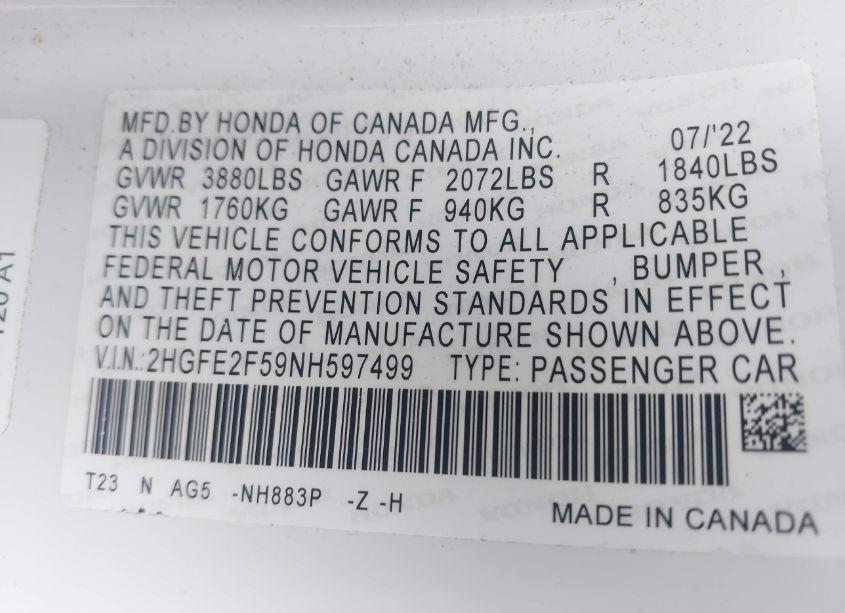 MFD.BY HONDA OF CANADA MFG.,
A DIVISION OF HONDA CANADA INC. 07/'22
GVWR 3880LBS GAWR F 2072LBS R 1840LBS
GVWR 1760KG GAWR F 940KG R 835KG
THIS VEHICLE CONFORMS TO ALL APPLICABLE
FEDERAL MOTOR VEHICLE SAFETY , BUMPER ,
AND THEFT PREVENTION STANDARDS IN EFFECT
ON THE DATE OF MANUFACTURE SHOWN ABOVE.
V.I.N.:2HGFE2F59NH597499 TYPE: PASSENGER CAR
T23 N AG5 -NH883P -Z -H
MADE IN CANADA